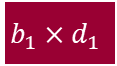 b₁ × d₁